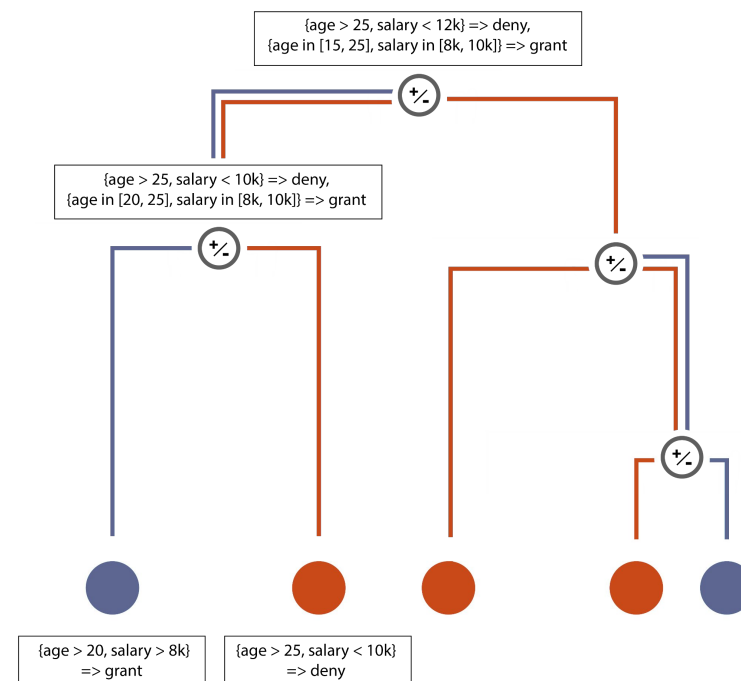 {age > 25, salary < 12k} => deny,
{age in [15, 25], salary in [8k, 10k]} => grant
+/-
{age > 25, salary < 10k} => deny,
{age in [20, 25], salary in [8k, 10k]} => grant
+/-
+/-
+/-
{age > 20, salary > 8k}
=> grant
{age > 25, salary < 10k}
=> deny